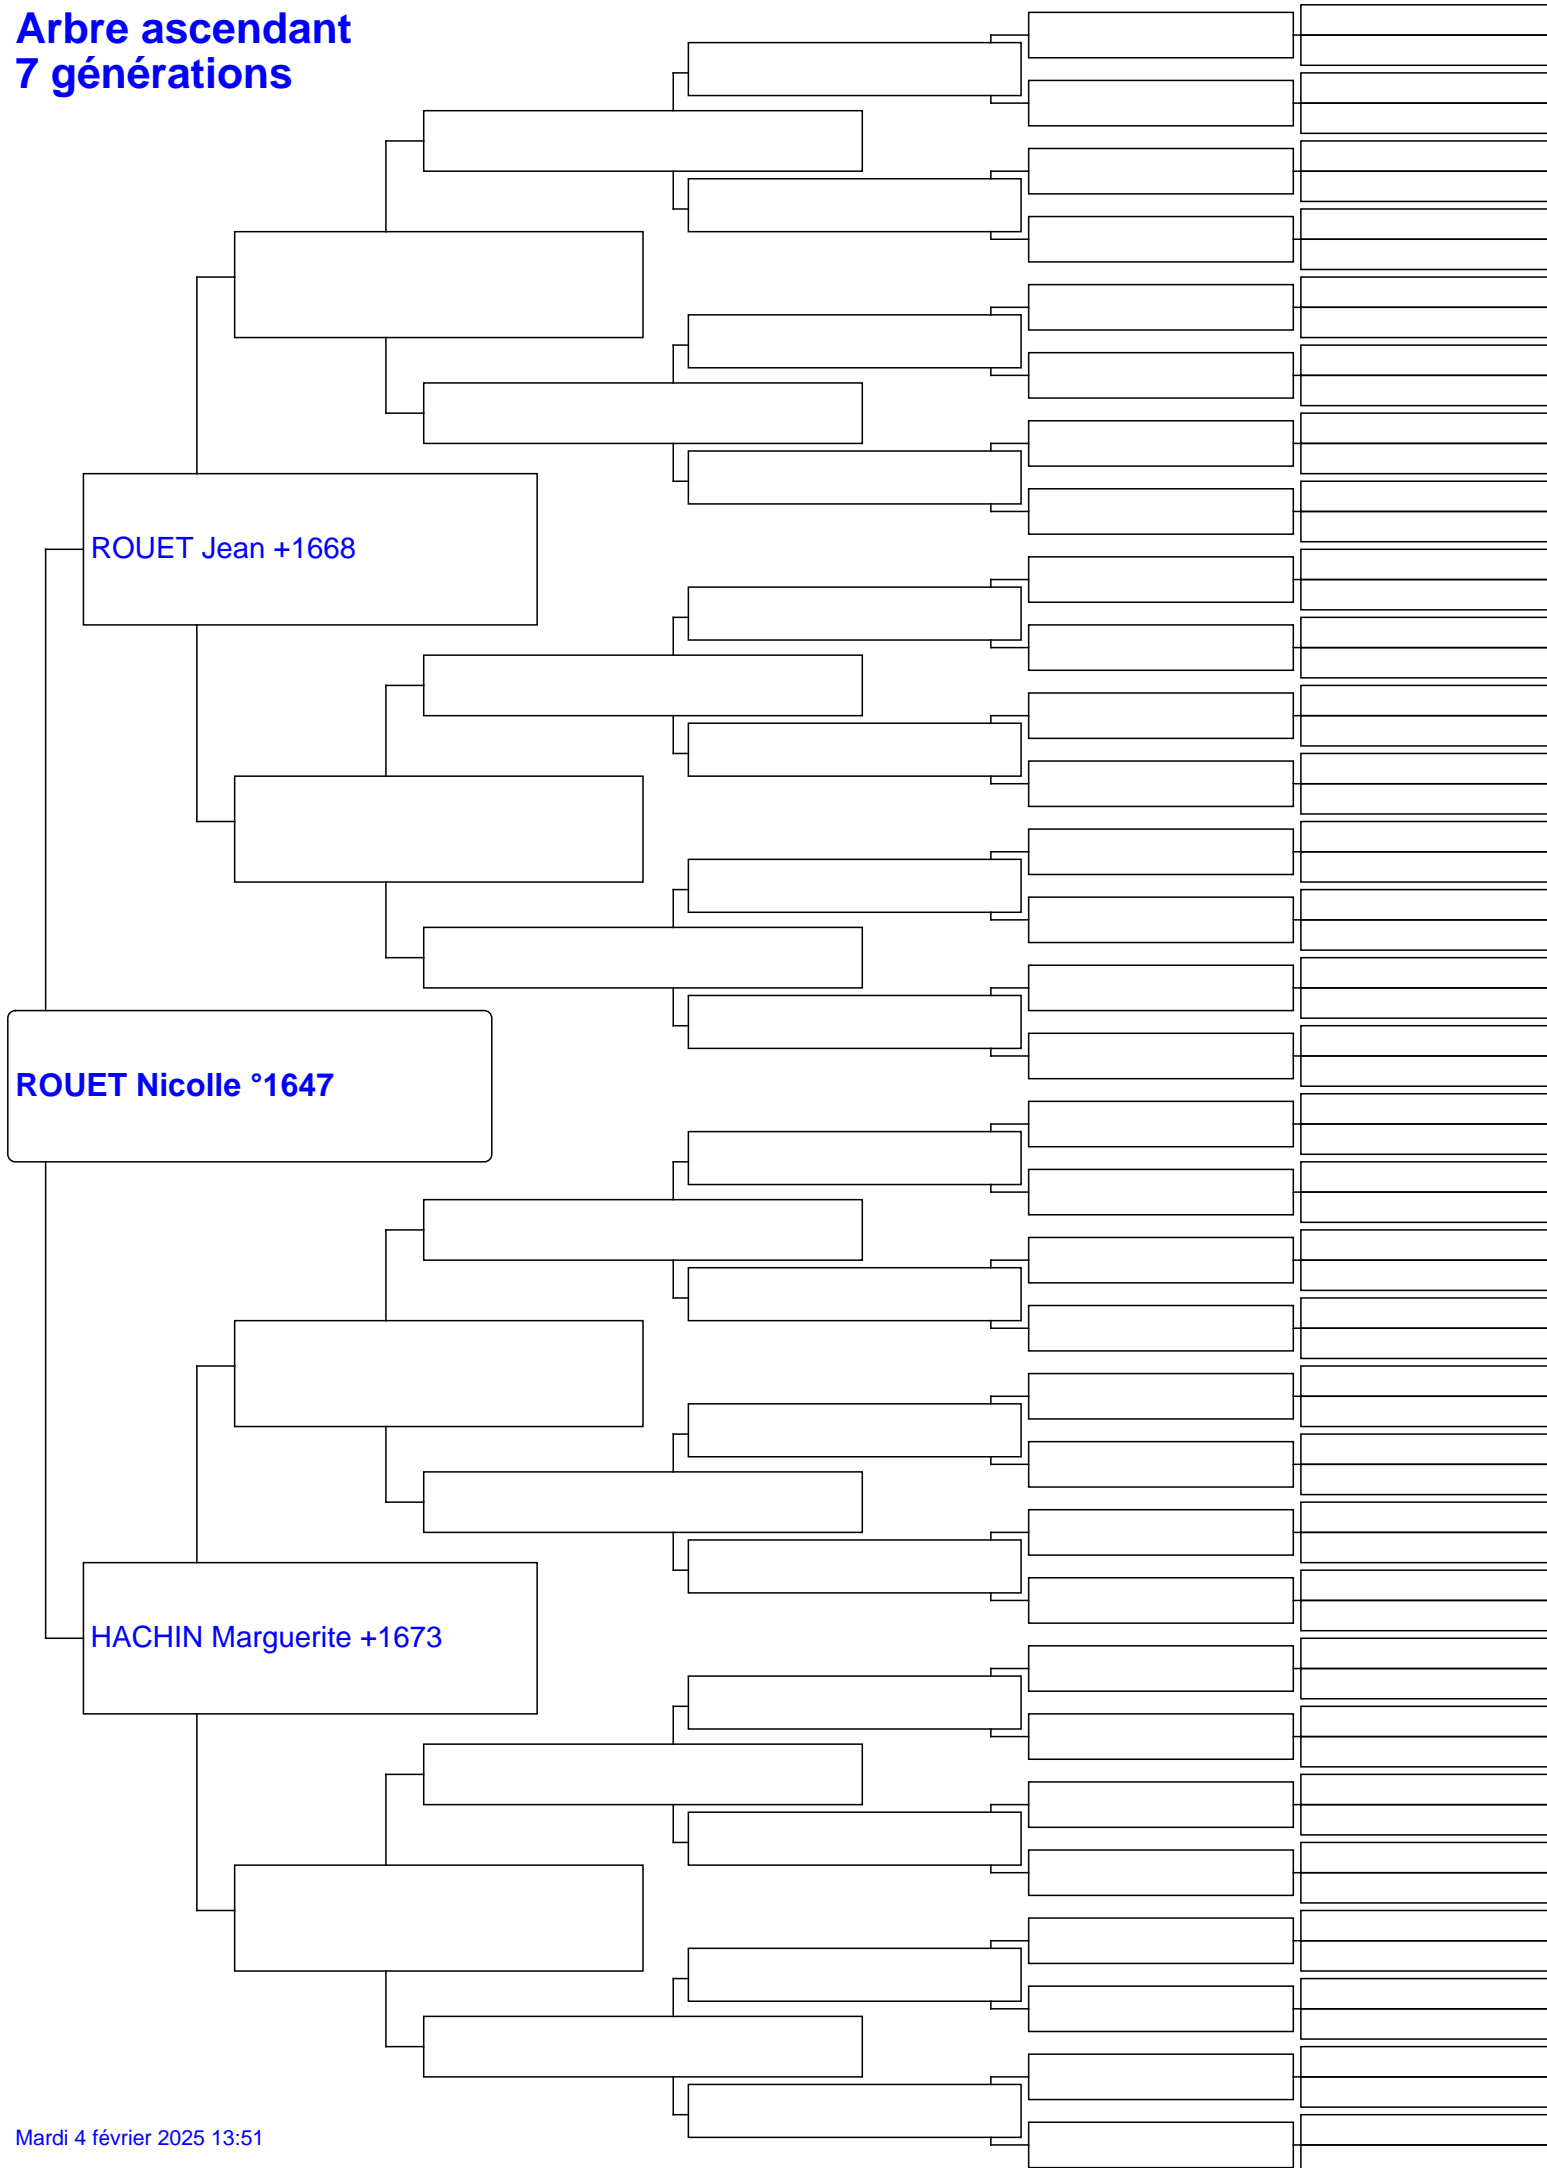 Arbre ascendant
7 générations
ROUET Jean +1668
ROUET Nicolle °1647
HACHIN Marguerite +1673
Mardi 4 février 2025 13:51